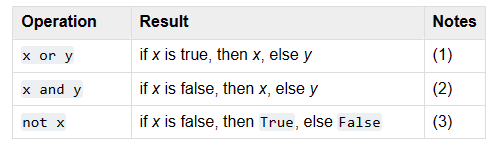 Operation Result Notes
x or y if x is true, then x, else y (1)
x and y if x is false, then x, else y (2)
not x if x is false, then True, else False (3)